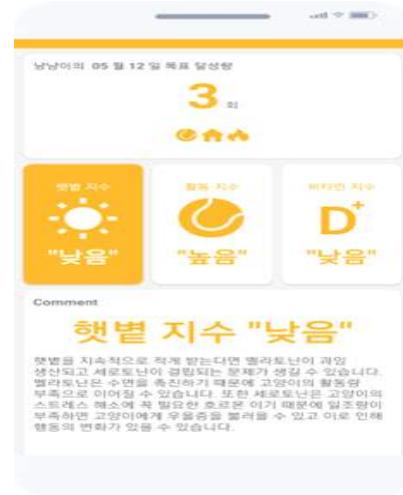 냥냥이의 05 월 12 일 목표 달성량
3 회
햇볕 지수
"낮음"
활동 지수
"높음"
비타민 지수
D+
"낮음"
Comment
햇볕 지수 "낮음"
햇볕을 지속적으로 적게 받는다면 멜라토닌이 과잉
생산되고 세로토닌이 결핍되는 문제가 생길 수 있습니다.
멜라토닌은 수면을 촉진하기 때문에 고양이의 활동량
부족으로 이어질 수 있습니다. 또한 세로토닌은 고양이의
스트레스 해소에 꼭 필요한 호르몬 이기 때문에 일조량이
부족하면 고양이에게 우울증을 불러올 수 있고 이로 인해
행동의 변화가 있을 수 있습니다.